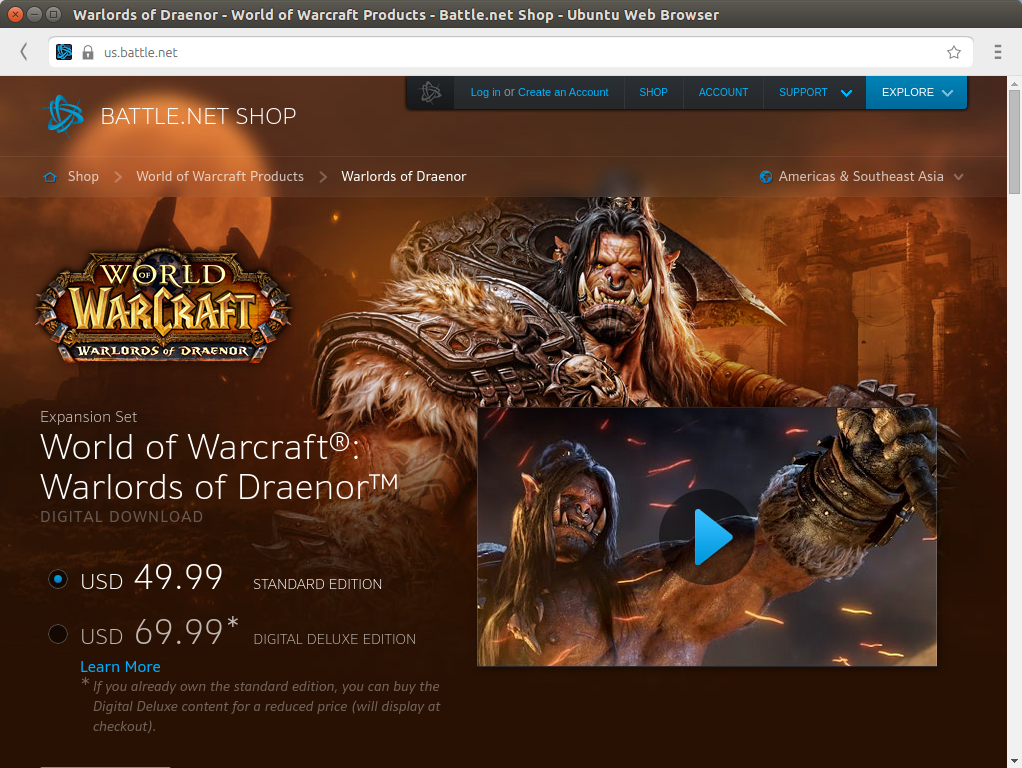 Warlords of Draenor - World of Warcraft Products - Battle.net Shop - Ubuntu Web Browser
us.battle.net
Log in or Create an Account
SHOP
ACCOUNT
SUPPORT
EXPLORE
BATTLE.NET SHOP
Shop
World of Warcraft Products
Warlords of Draenor
Americas & Southeast Asia
WORLD
OF
WARCRAFT
WARLORDS OF DRAENOR
Expansion Set
World of Warcraft®:
Warlords of Draenor™
DIGITAL DOWNLOAD
USD 49.99 STANDARD EDITION
USD 69.99* DIGITAL DELUXE EDITION
Learn More
* If you already own the standard edition, you can buy the
Digital Deluxe content for a reduced price (will display at
checkout).